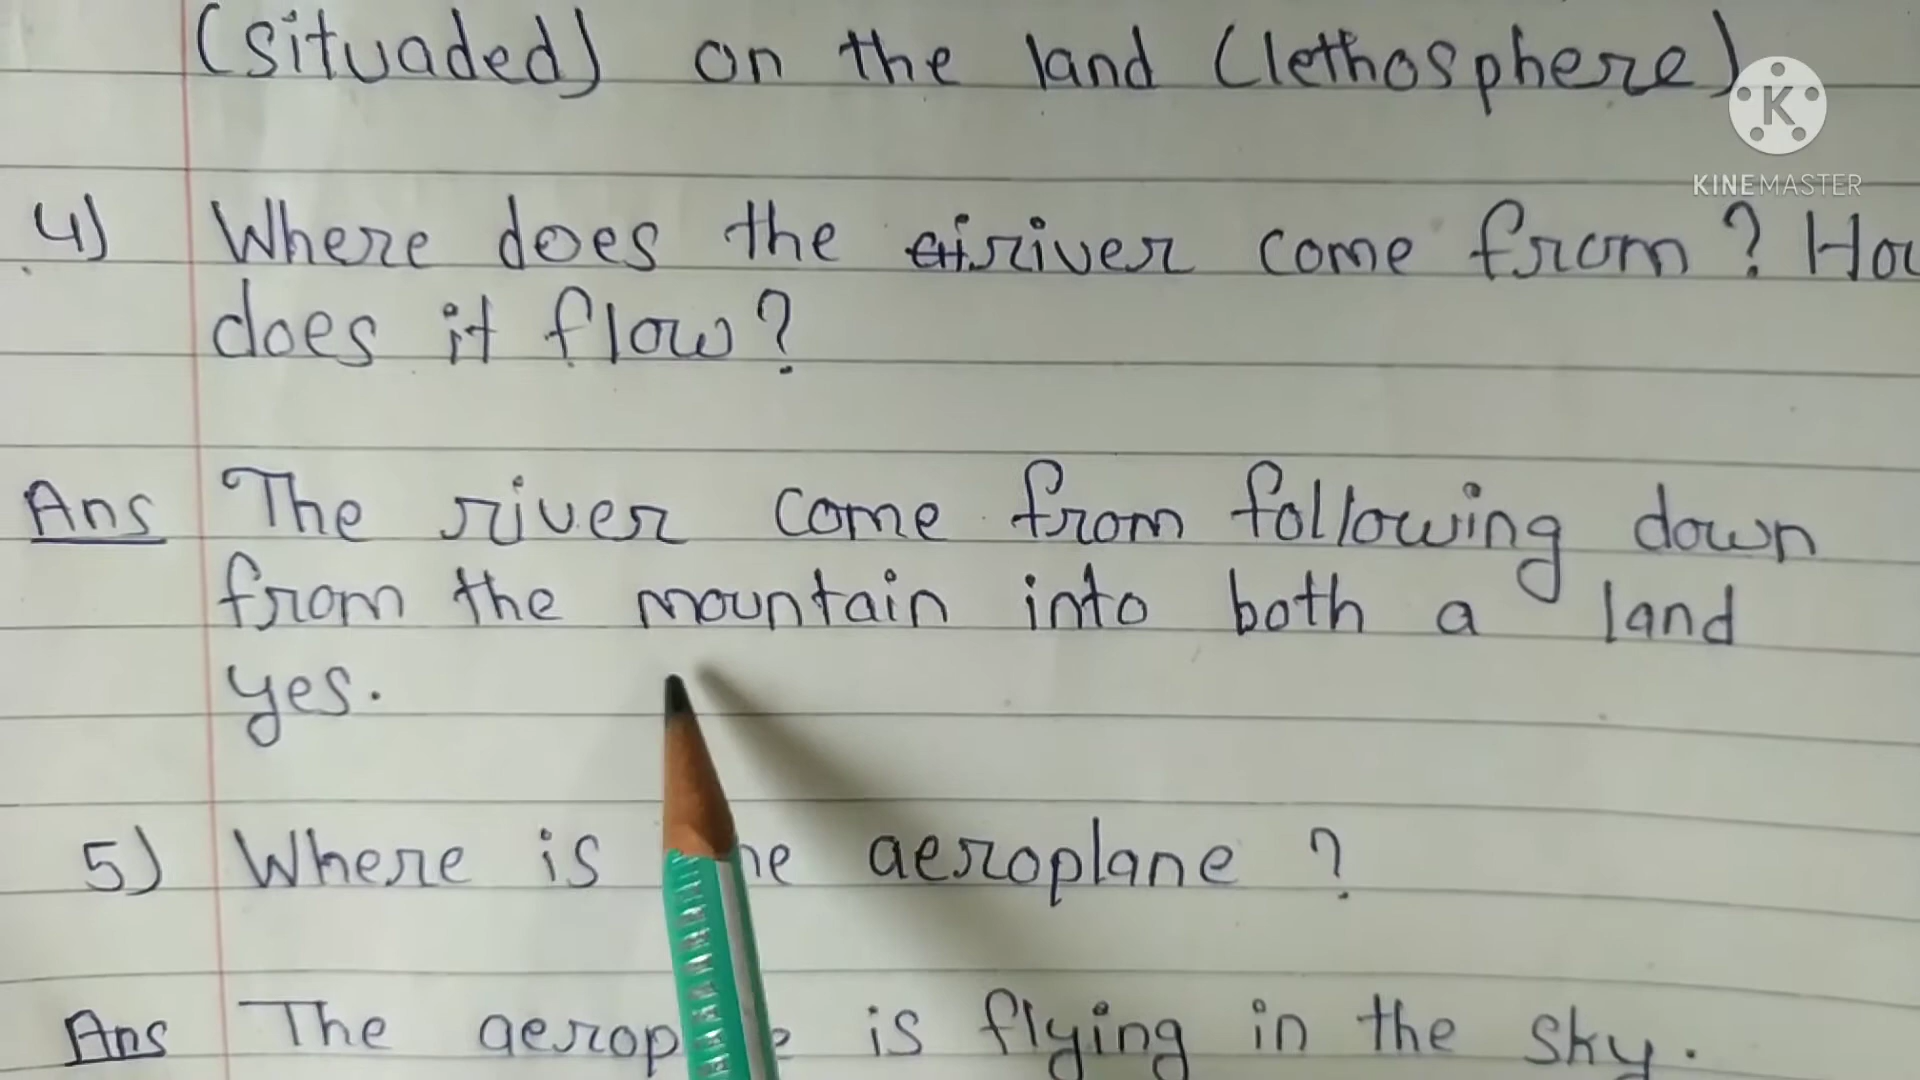 (situaded) on the land (lethosphere)
KINEMASTER
4) Where does the river come from? Ho
does it flow?
Ans The river come from following down
from the mountain into both a land
yes.
5) Where is he aeroplane?
Ans The aerop e is flying in the sky.